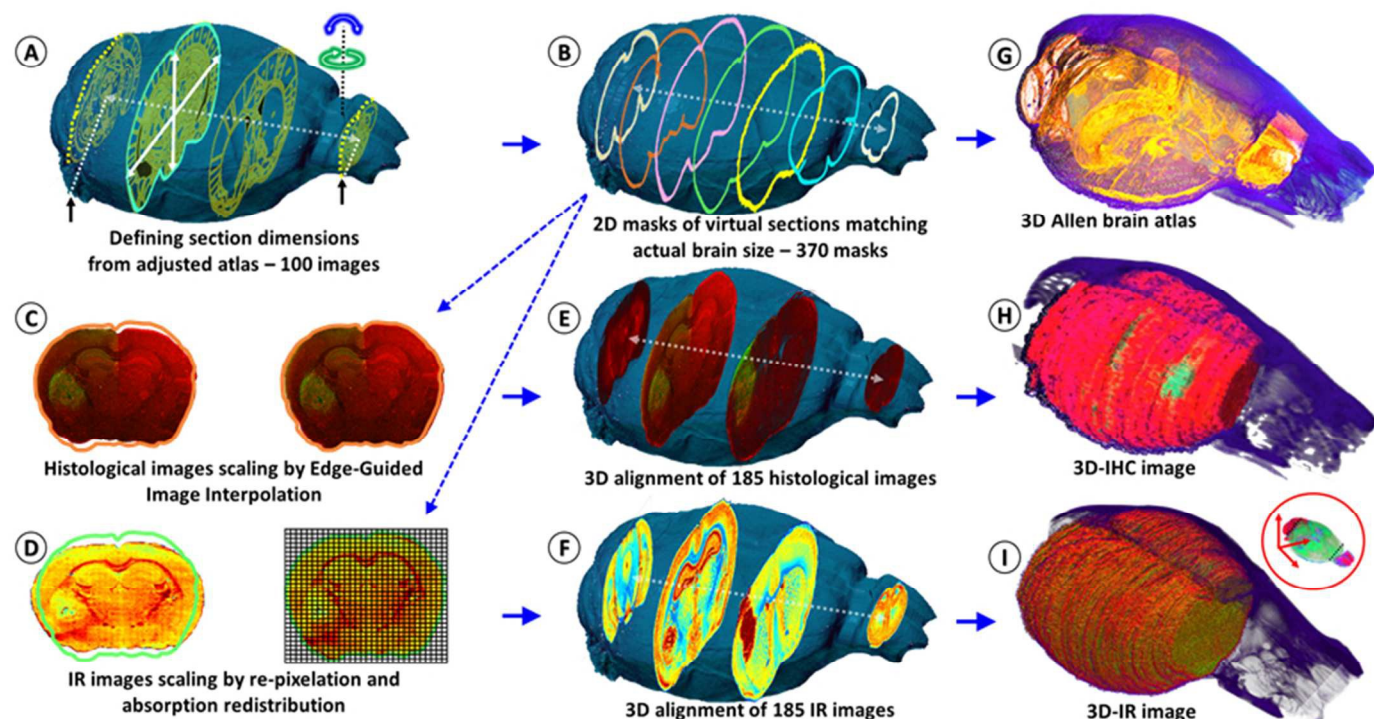 A
Defining section dimensions
from adjusted atlas – 100 images
B
2D masks of virtual sections matching
actual brain size – 370 masks
G
3D Allen brain atlas
C
Histological images scaling by Edge-Guided
Image Interpolation
E
3D alignment of 185 histological images
H
3D-IHC image
D
IR images scaling by re-pixelation and
absorption redistribution
F
3D alignment of 185 IR images
I
3D-IR image